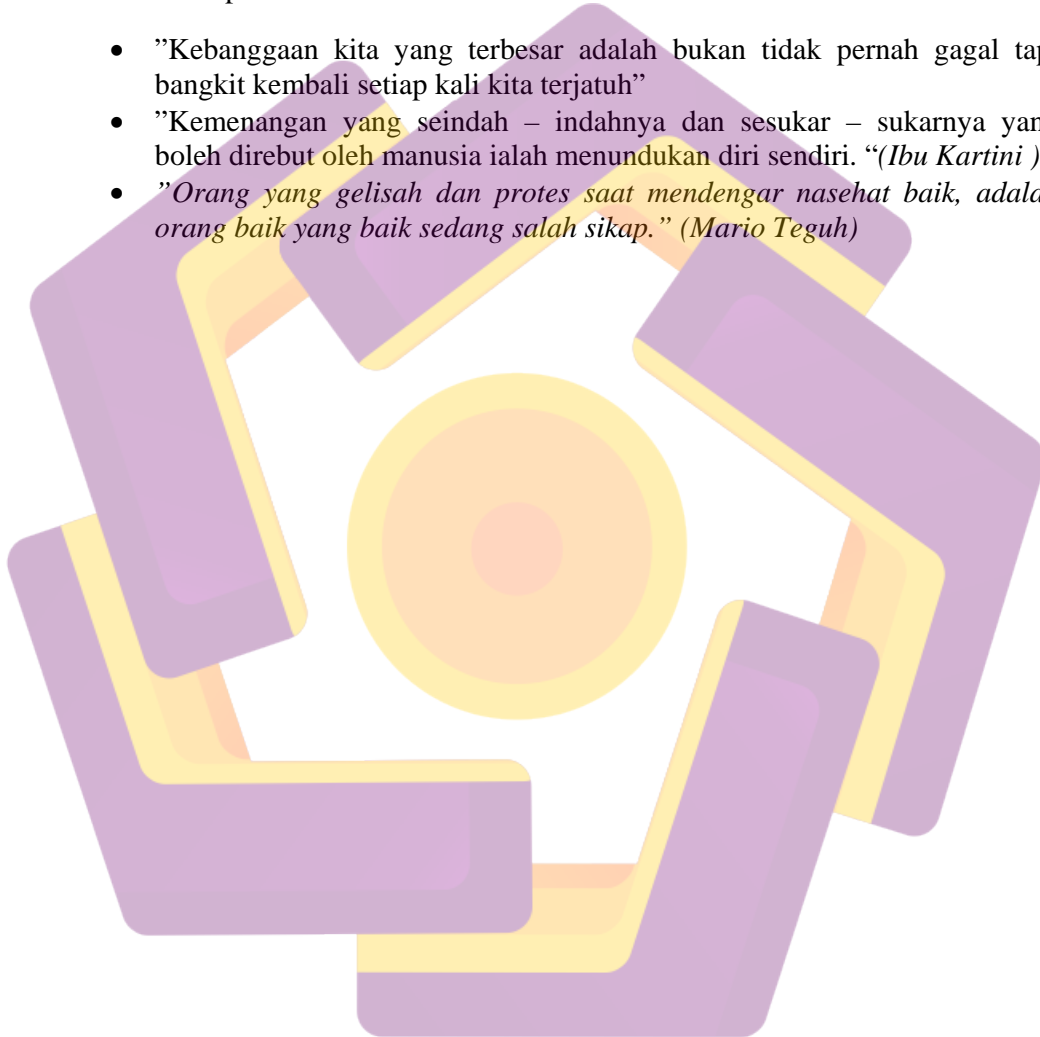 ”Kebanggaan kita yang terbesar adalah bukan tidak pernah gagal tap
bangkit kembali setiap kali kita terjatuh”
”Kemenangan yang seindah – indahnya dan sesukar – sukarnya yan
boleh direbut oleh manusia ialah menundukan diri sendiri. “(Ibu Kartini )
”Orang yang gelisah dan protes saat mendengar nasehat baik, adala
orang baik yang baik sedang salah sikap. ” (Mario Teguh)